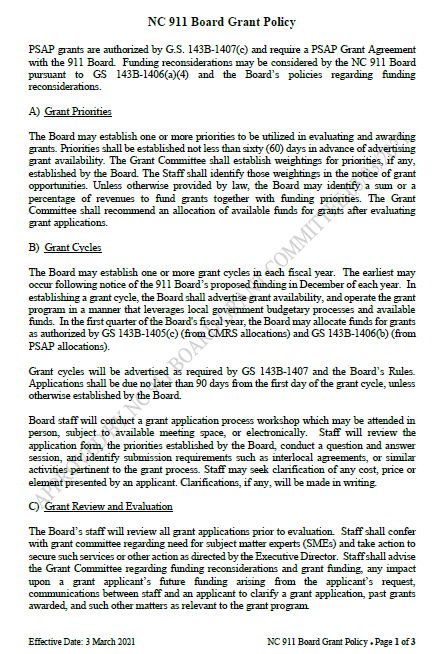 NC 911 Board Grant Policy
PSAP grants are authorized by G.S. 143B-1407(c) and require a PSAP Grant Agreement
with the 911 Board. Funding reconsiderations may be considered by the NC 911 Board
pursuant to GS 143B-1406(a)(4) and the Board's policies regarding funding
reconsiderations.
A) Grant Priorities
The Board may establish one or more priorities to be utilized in evaluating and awarding
grants. Priorities shall be established not less than sixty (60) days in advance of advertising
grant availability. The Grant Committee shall establish weightings for priorities, if any,
established by the Board. The Staff shall identify those weightings in the notice of grant
opportunities. Unless otherwise provided by law, the Board may identify a sum or a
percentage of revenues to fund grants together with funding priorities. The Grant
Committee shall recommend an allocation of available funds for grants after evaluating
grant applications.
B) Grant Cycles
The Board may establish one or more grant cycles in each fiscal year. The earliest may
occur following notice of the 911 Board's proposed funding in December of each year. In
establishing a grant cycle, the Board shall advertise grant availability, and operate the grant
program in a manner that leverages local government budgetary processes and available
funds. In the first quarter of the Board's fiscal year, the Board may allocate funds for grants
as authorized by GS 143B-1405(c) (from CMRS allocations) and GS 143B-1406(b) (from
PSAP allocations).
Grant cycles will be advertised as required by GS 143B-1407 and the Board's Rules.
Applications shall be due no later than 90 days from the first day of the grant cycle, unless
otherwise established by the Board.
Board staff will conduct a grant application process workshop which may be attended in
person, subject to available meeting space, or electronically. Staff will review the
application form, the priorities established by the Board, conduct a question and answer
session, and identify submission requirements such as interlocal agreements, or similar
activities pertinent to the grant process. Staff may seek clarification of any cost, price or
element presented by an applicant. Clarifications, if any, will be made in writing.
C) Grant Review and Evaluation
The Board's staff will review all grant applications prior to evaluation. Staff shall confer
with grant committee regarding need for subject matter experts (SMEs) and take action to
secure such services or other action as directed by the Executive Director. Staff shall advise
the Grant Committee regarding funding reconsiderations and grant funding, any impact
upon a grant applicant's future funding arising from the applicant's request,
communications between staff and an applicant to clarify a grant application, past grants
awarded, and such other matters as relevant to the grant program.
Effective Date: 3 March 2021 NC 911 Board Grant Policy • Page 1 of 3